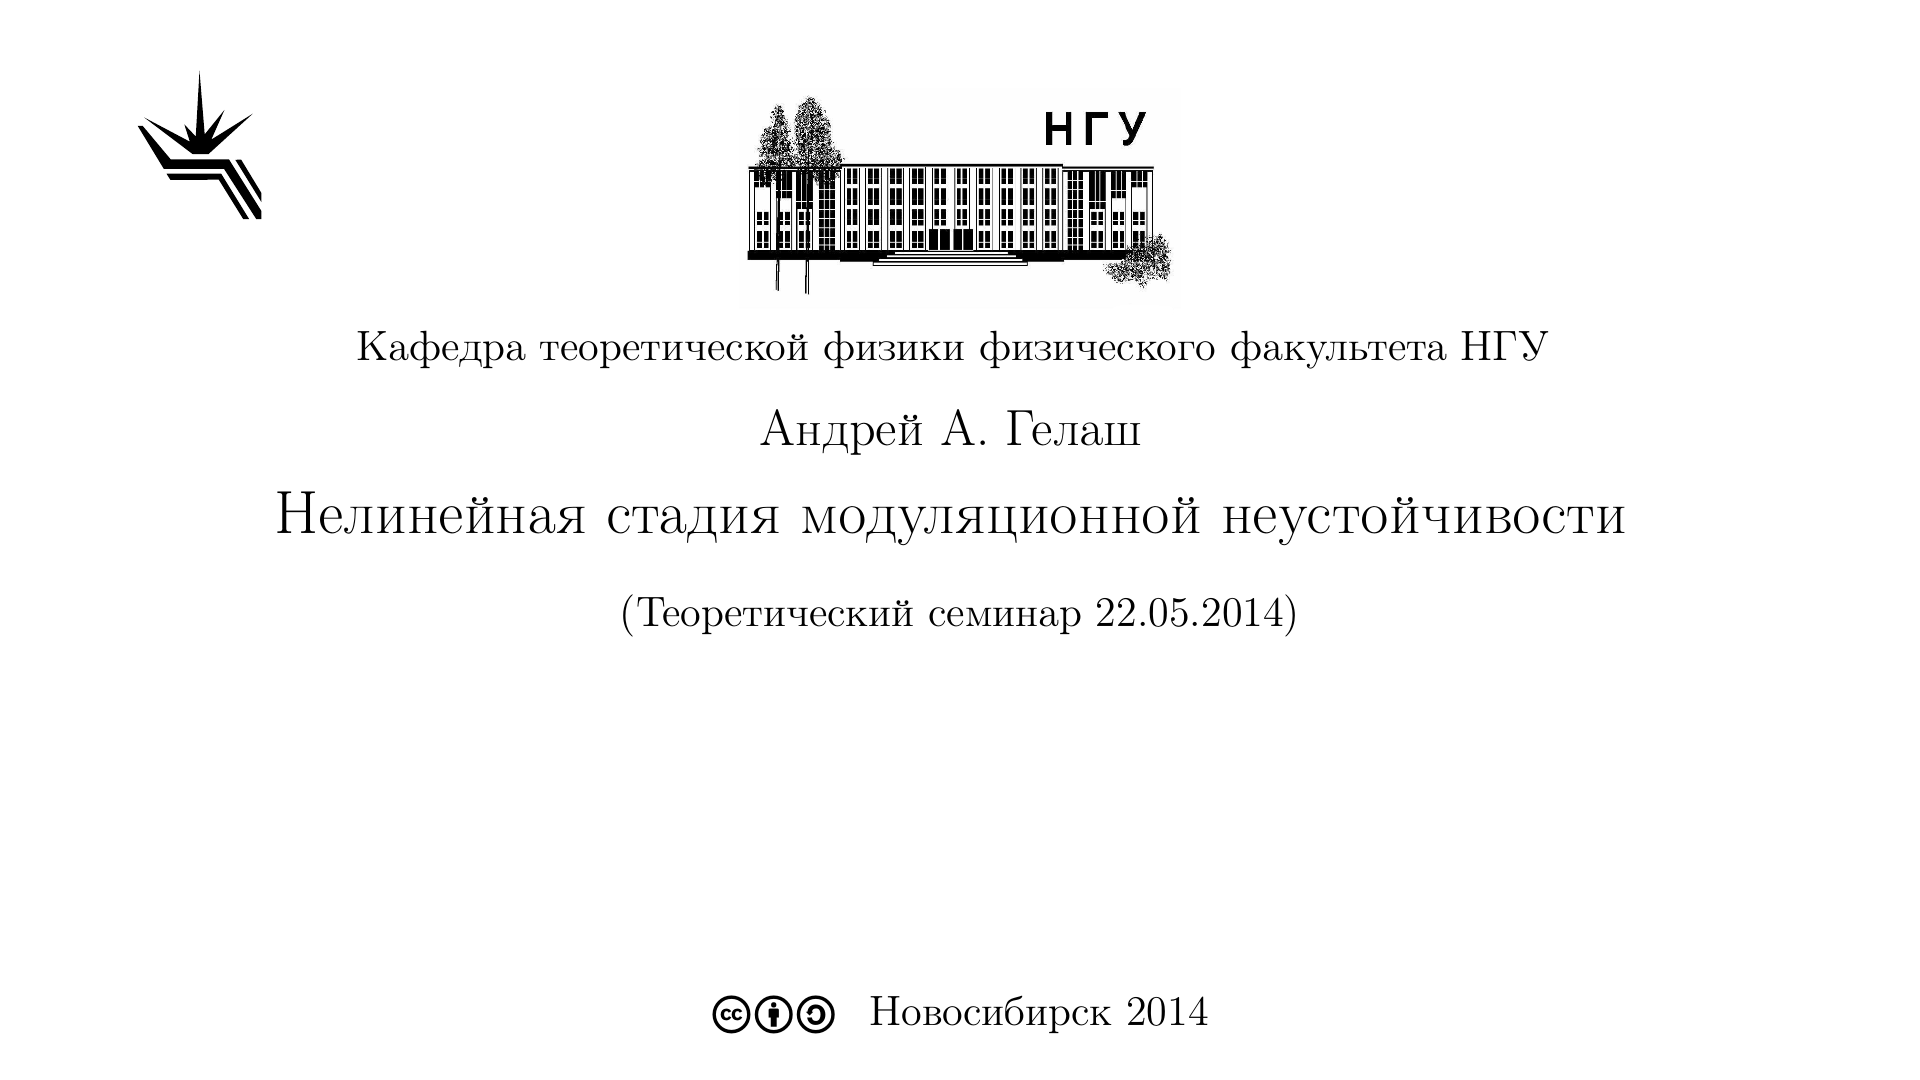 НГУ
Кафедра теоретической физики физического факультета НГУ
Андрей А. Гелаш
Нелинейная стадия модуляционной неустойчивости
(Теоретический семинар 22.05.2014)
cc Новосибирск 2014